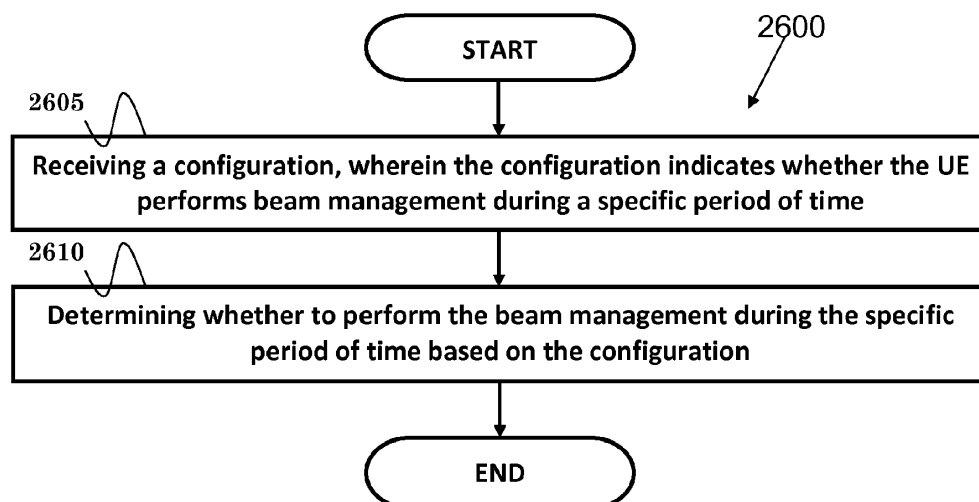 START
2600
2605
Receiving a configuration, wherein the configuration indicates whether the UE
performs beam management during a specific period of time
2610
Determining whether to perform the beam management during the specific
period of time based on the configuration
END